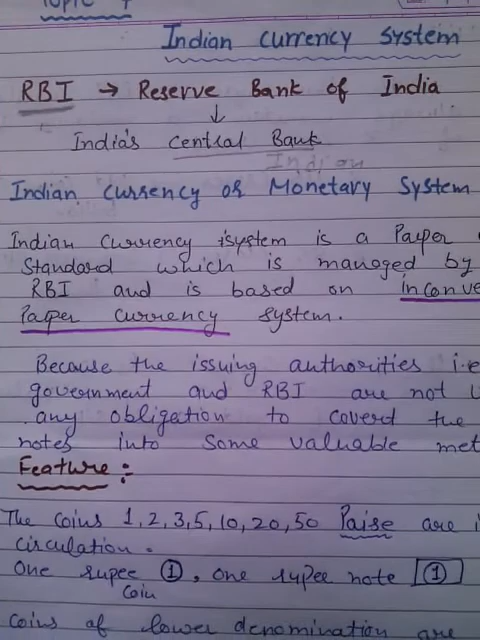 Topic
Indian currency System
RBI → Reserve Bank of India
↓
India's central Bank
Indian
Indian currency or Monetary System
Indian currency isystem is a Paper
Standard which is managed by
RBI and is based on inconve
Paper currency system.
Because the issuing authorities i.e
government and RBI are not u
any obligation to coverd the
notes into some valuable met
Feature :-
The coins 1, 2, 3, 5, 10, 20, 50 Paise are i
circulation.
One rupee ①, one rupee note 1
coin
coins of lower denomination are